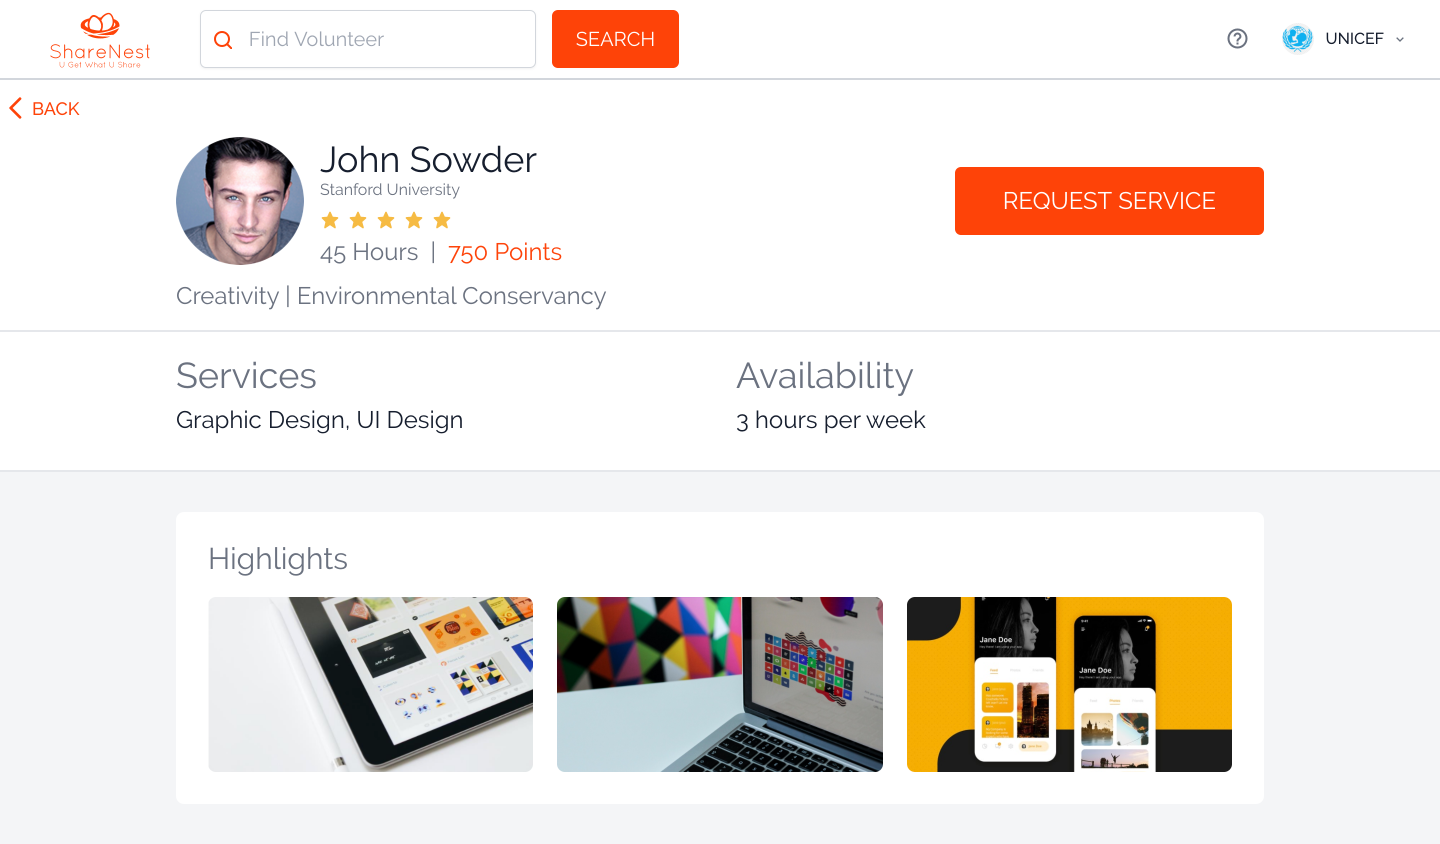 ShareNest
U Get What U Share
Find Volunteer
SEARCH
UNICEF
BACK
John Sowder
Stanford University
45 Hours | 750 Points
REQUEST SERVICE
Creativity | Environmental Conservancy
Services
Graphic Design, UI Design
Availability
3 hours per week
Highlights
Jane Doe
Jane Doe